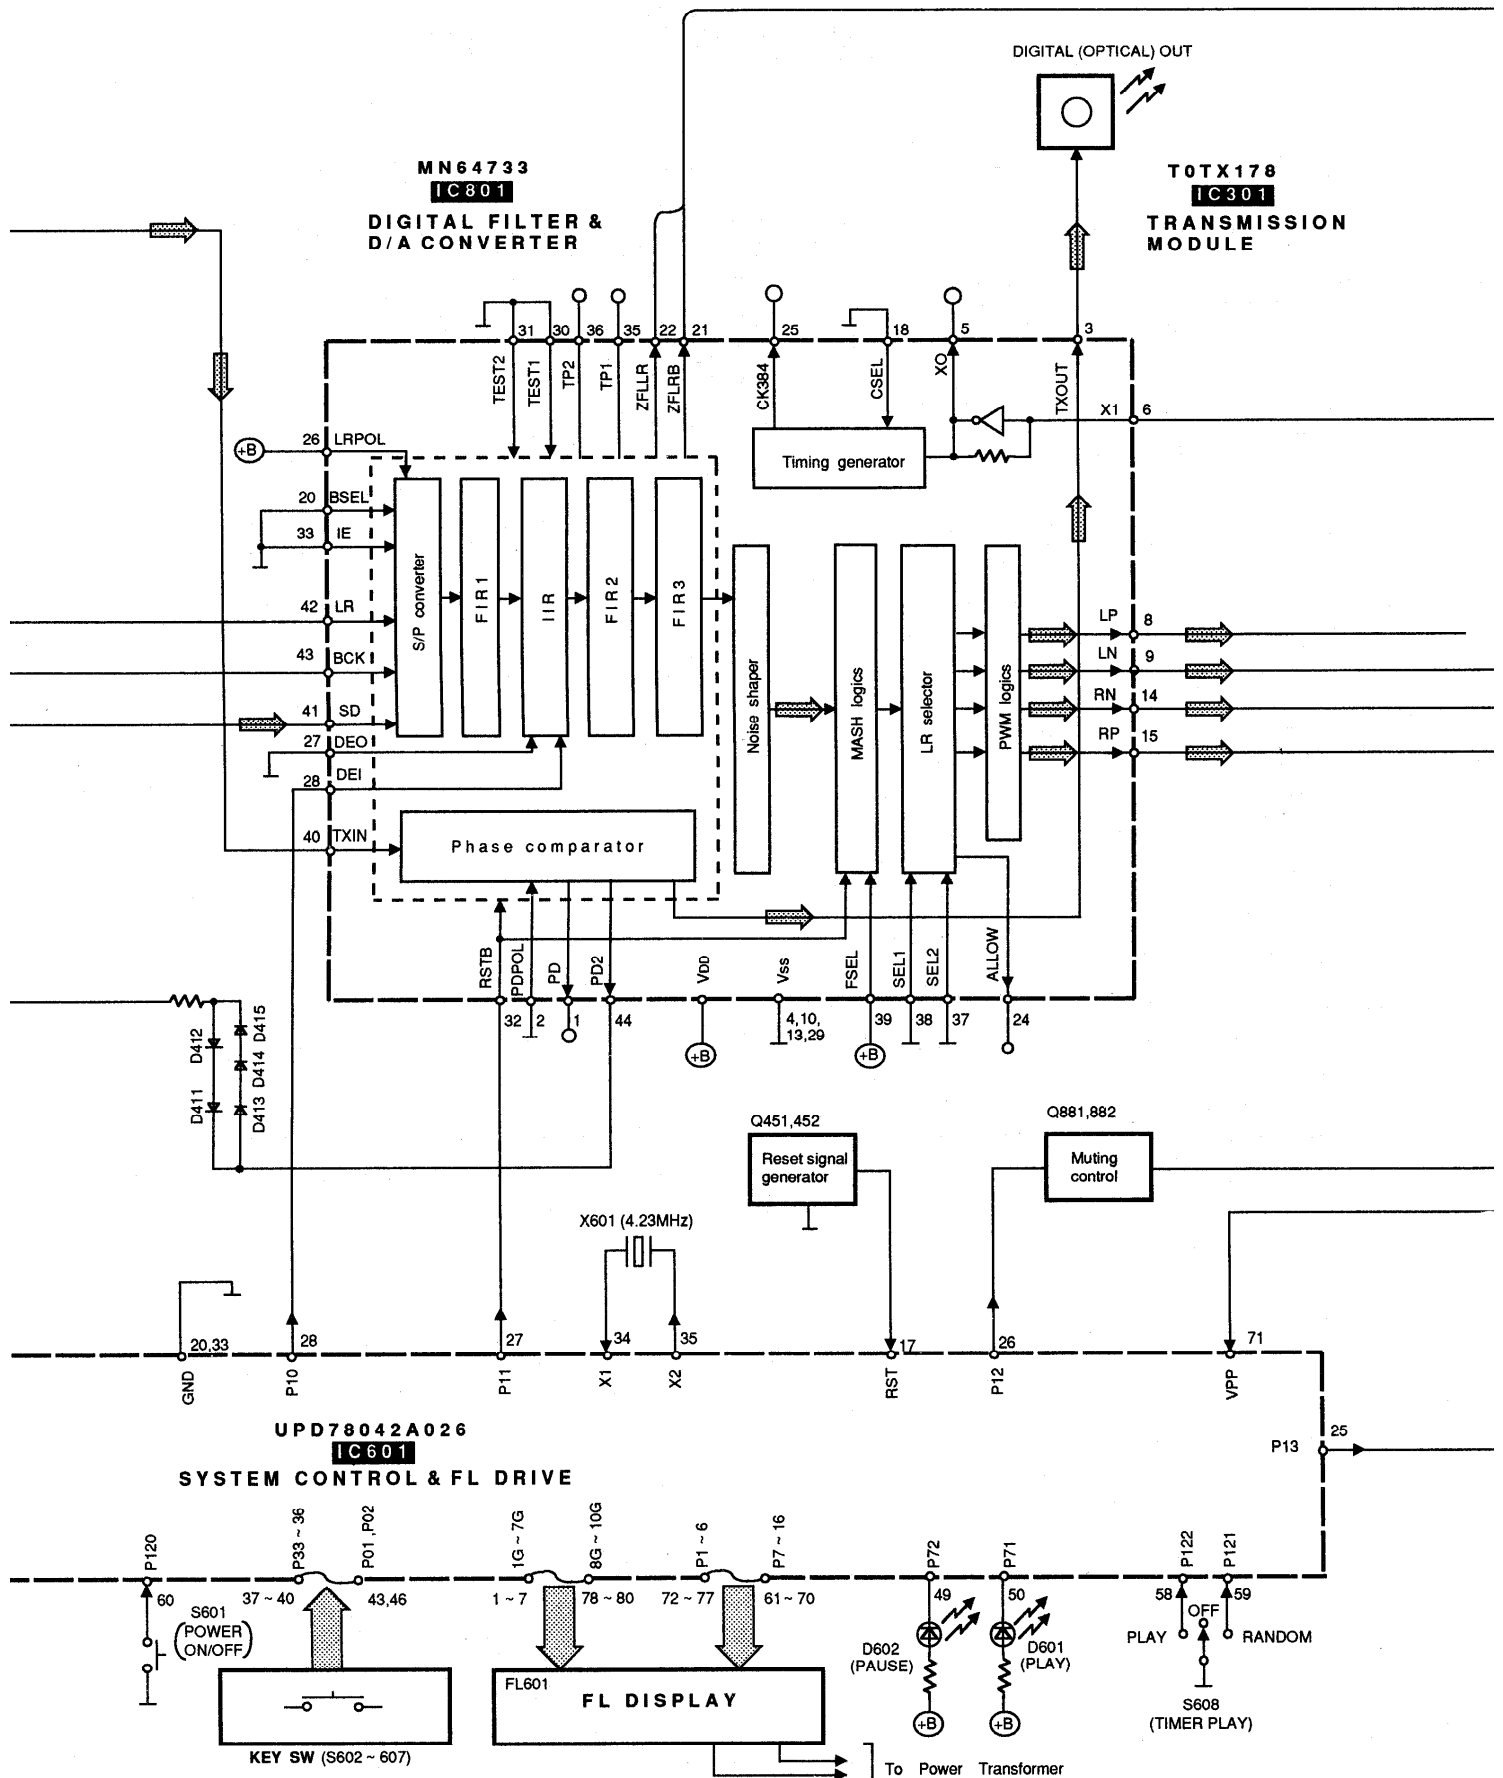 DIGITAL (OPTICAL) OUT
MN64733
IC801
DIGITAL FILTER &
D/A CONVERTER
T0TX178
IC301
TRANSMISSION
MODULE
31 30 36 35 22 21 25 18 5 3
TEST2
TEST1
TP2
TP1
ZFLLR
ZFLRB
CK384
CSEL
XO
TXOUT
X1 6
+B 26 LRPOL
20 BSEL
33 IE
42 LR
43 BCK
41 SD
27 DEO
28 DEI
40 TXIN
S/P converter
FIR1
IIR
FIR2
FIR3
Timing generator
Noise shaper
MASH logics
LR selector
PWM logics
LP 8
LN 9
RN 14
RP 15
Phase comparator
RSTB
PDPOL
PD
PD2
VDD
Vss
FSEL
SEL1
SEL2
ALLOW
32 2 1 44
4,10,
13,29
39 38 37 24
+B
+B
D412
D415
D414
D411
D413
Q451,452
Reset signal
generator
Q881,882
Muting
control
X601 (4.23MHz)
20,33 28 27 34 35 17 26 71
GND
P10
P11
X1
X2
RST
P12
VPP
UPD78042A026
IC601
SYSTEM CONTROL & FL DRIVE
P13
25
P120
P33 ~ 36
P01 ,P02
1G ~ 7G
8G ~ 10G
P1 ~ 6
P7 ~ 16
P72
P71
P122
P121
60 37 ~ 40 43,46 1 ~ 7 78 ~ 80 72 ~ 77 61 ~ 70 49 50 58 59
S601
(POWER
ON/OFF)
D602
(PAUSE)
D601
(PLAY)
OFF
PLAY
RANDOM
FL601
FL DISPLAY
+B
+B
S608
(TIMER PLAY)
KEY SW (S602 ~ 607)
To Power Transformer